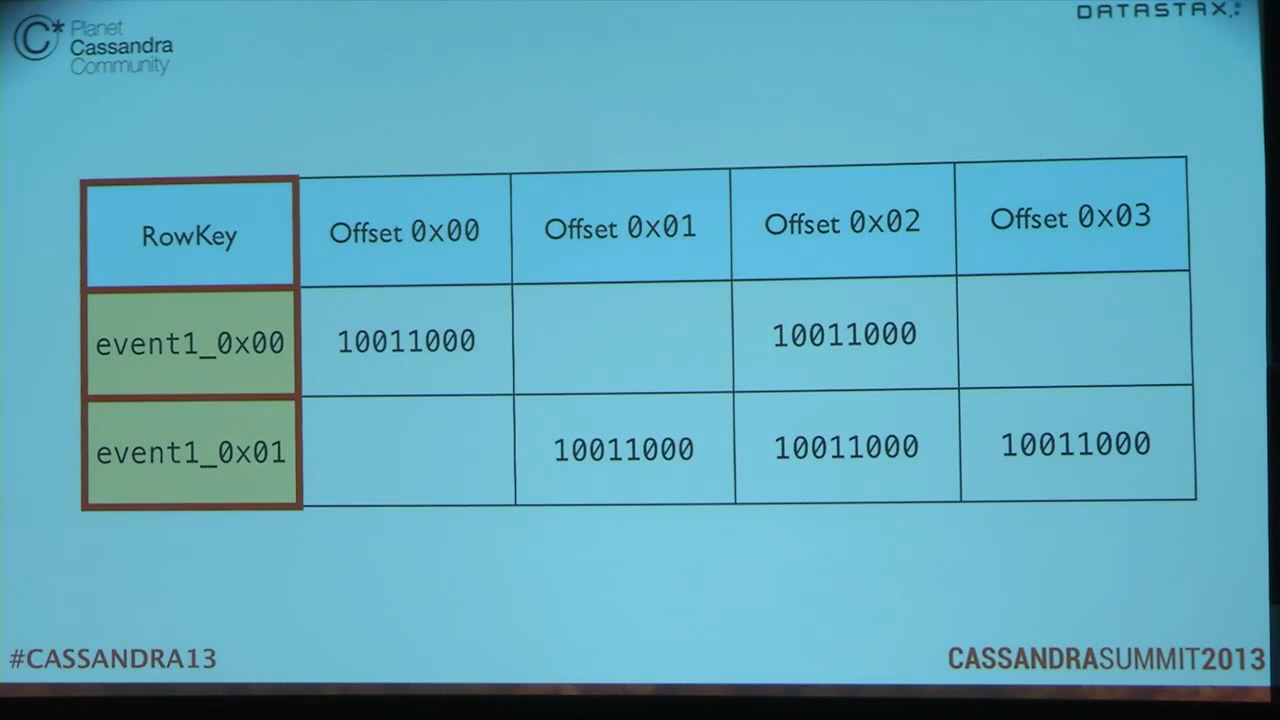 Planet
Cassandra
Community
DATASTAX
RowKey Offset 0x00 Offset 0x01 Offset 0x02 Offset 0x03
event1_0x00 10011000 10011000
event1_0x01 10011000 10011000 10011000
#CASSANDRA13
CASSANDRASUMMIT2013